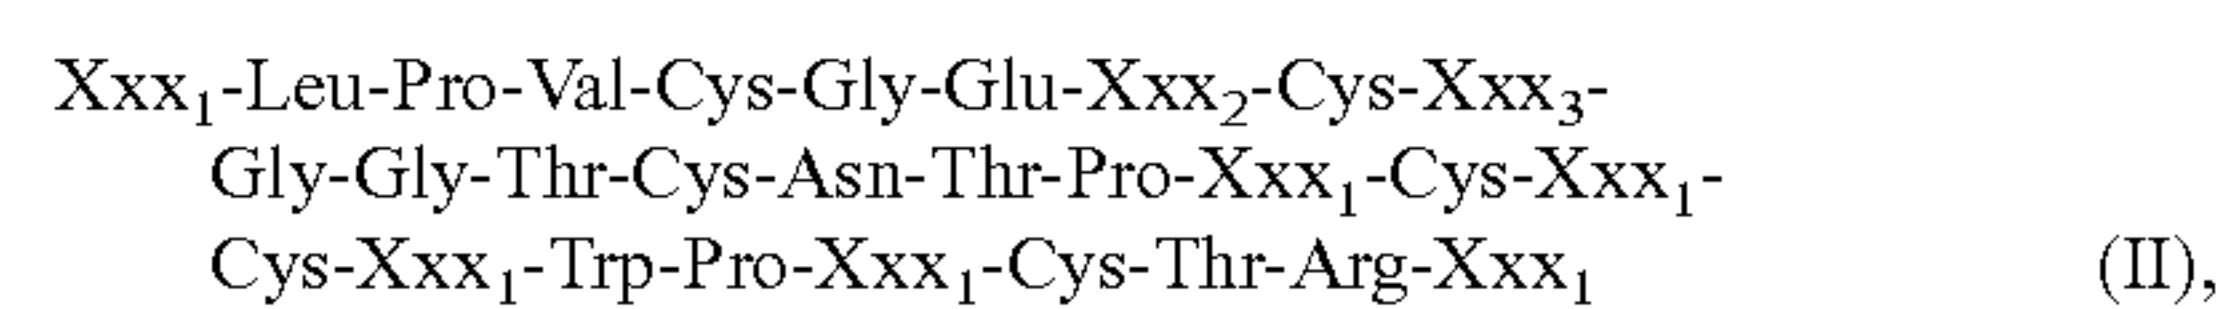 Xxx₁-Leu-Pro-Val-Cys-Gly-Glu-Xxx₂-Cys-Xxx₃-
Gly-Gly-Thr-Cys-Asn-Thr-Pro-Xxx₁-Cys-Xxx₁-
Cys-Xxx₁-Trp-Pro-Xxx₁-Cys-Thr-Arg-Xxx₁ (II),